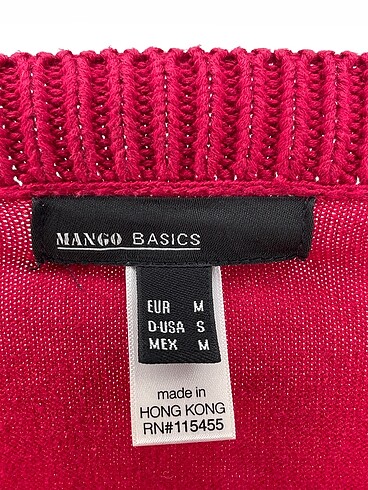 MANGO BASICS
EUR M
D-USA S
MEX M
made in
HONG KONG
RN#115455